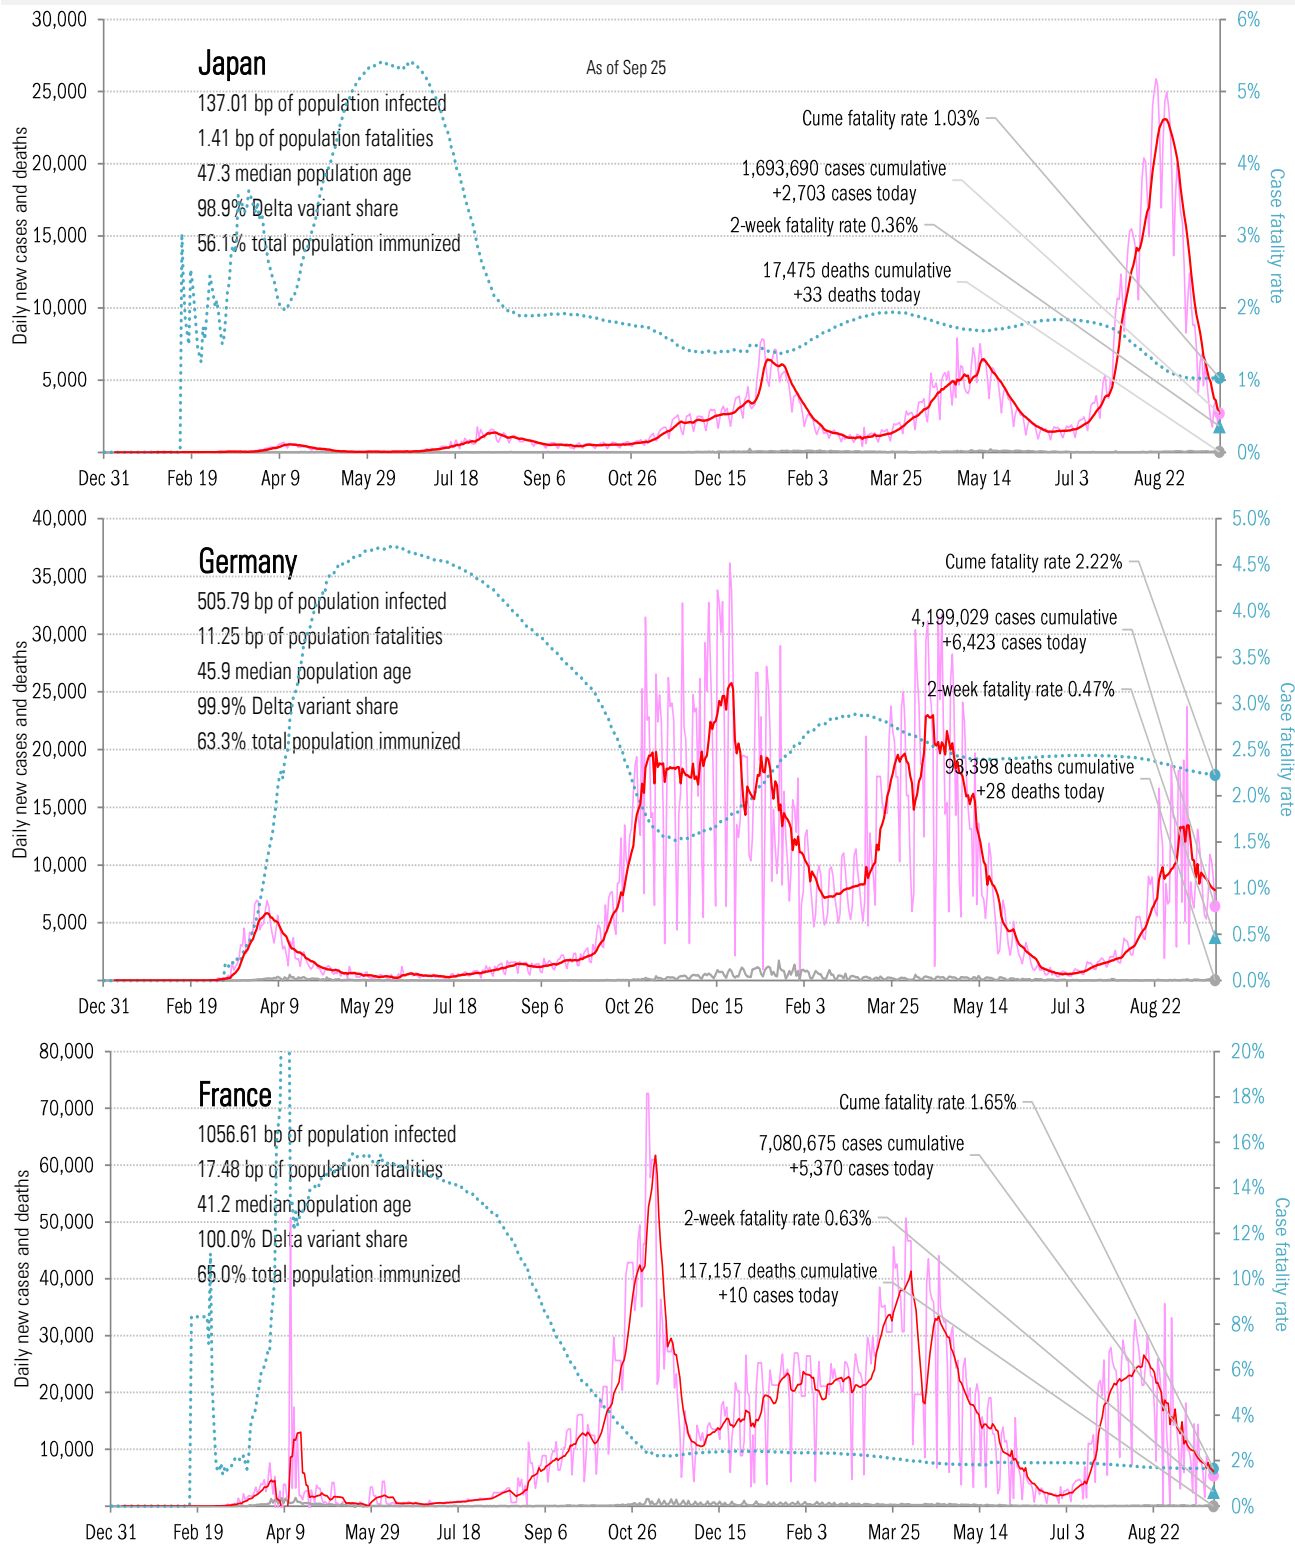 30,000
6%
Japan
As of Sep 25
25,000
5%
137.01 bp of population infected
Cume fatality rate 1.03%
1.41 bp of population fatalities
20,000
4%
1,693,690 cases cumulative
+2,703 cases today
47.3 median population age
98.9% Delta variant share
2-week fatality rate 0.36%
15,000
3%
56.1% total population immunized
17,475 deaths cumulative
+33 deaths today
10,000
2%
5,000
1%
0%
Daily new cases and deaths
Case fatality rate
Dec 31 Feb 19 Apr 9 May 29 Jul 18 Sep 6 Oct 26 Dec 15 Feb 3 Mar 25 May 14 Jul 3 Aug 22
40,000
5.0%
Germany
Cume fatality rate 2.22%
35,000
4.5%
505.79 bp of population infected
4,199,029 cases cumulative
+6,423 cases today
30,000
4.0%
11.25 bp of population fatalities
3.5%
45.9 median population age
2-week fatality rate 0.47%
25,000
3.0%
99.9% Delta variant share
63.3% total population immunized
20,000
2.5%
93,398 deaths cumulative
+28 deaths today
15,000
2.0%
1.5%
10,000
1.0%
5,000
0.5%
0.0%
Daily new cases and deaths
Case fatality rate
Dec 31 Feb 19 Apr 9 May 29 Jul 18 Sep 6 Oct 26 Dec 15 Feb 3 Mar 25 May 14 Jul 3 Aug 22
80,000
20%
France
Cume fatality rate 1.65%
70,000
18%
1056.61 bp of population infected
7,080,675 cases cumulative
+5,370 cases today
60,000
16%
17.48 bp of population fatalities
14%
41.2 median population age
2-week fatality rate 0.63%
50,000
12%
100.0% Delta variant share
65.0% total population immunized
117,157 deaths cumulative
+10 cases today
40,000
10%
30,000
8%
6%
20,000
4%
10,000
2%
0%
Daily new cases and deaths
Case fatality rate
Dec 31 Feb 19 Apr 9 May 29 Jul 18 Sep 6 Oct 26 Dec 15 Feb 3 Mar 25 May 14 Jul 3 Aug 22